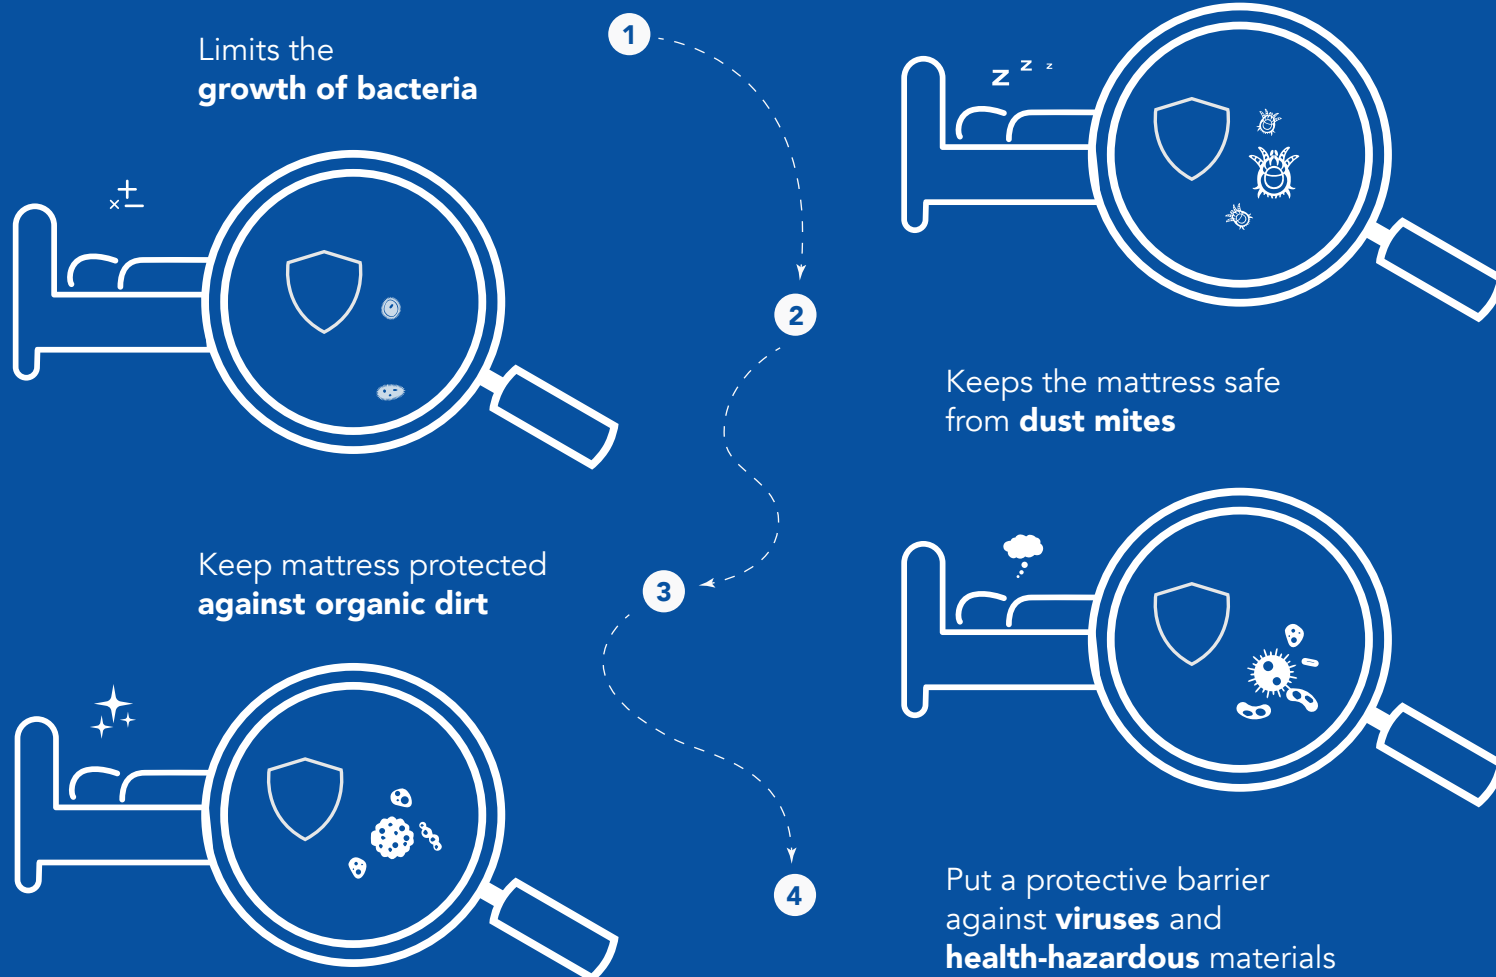 1
Limits the
growth of bacteria
z z z
2
Keeps the mattress safe
from dust mites
3
Keep mattress protected
against organic dirt
4
Put a protective barrier
against viruses and
health-hazardous materials